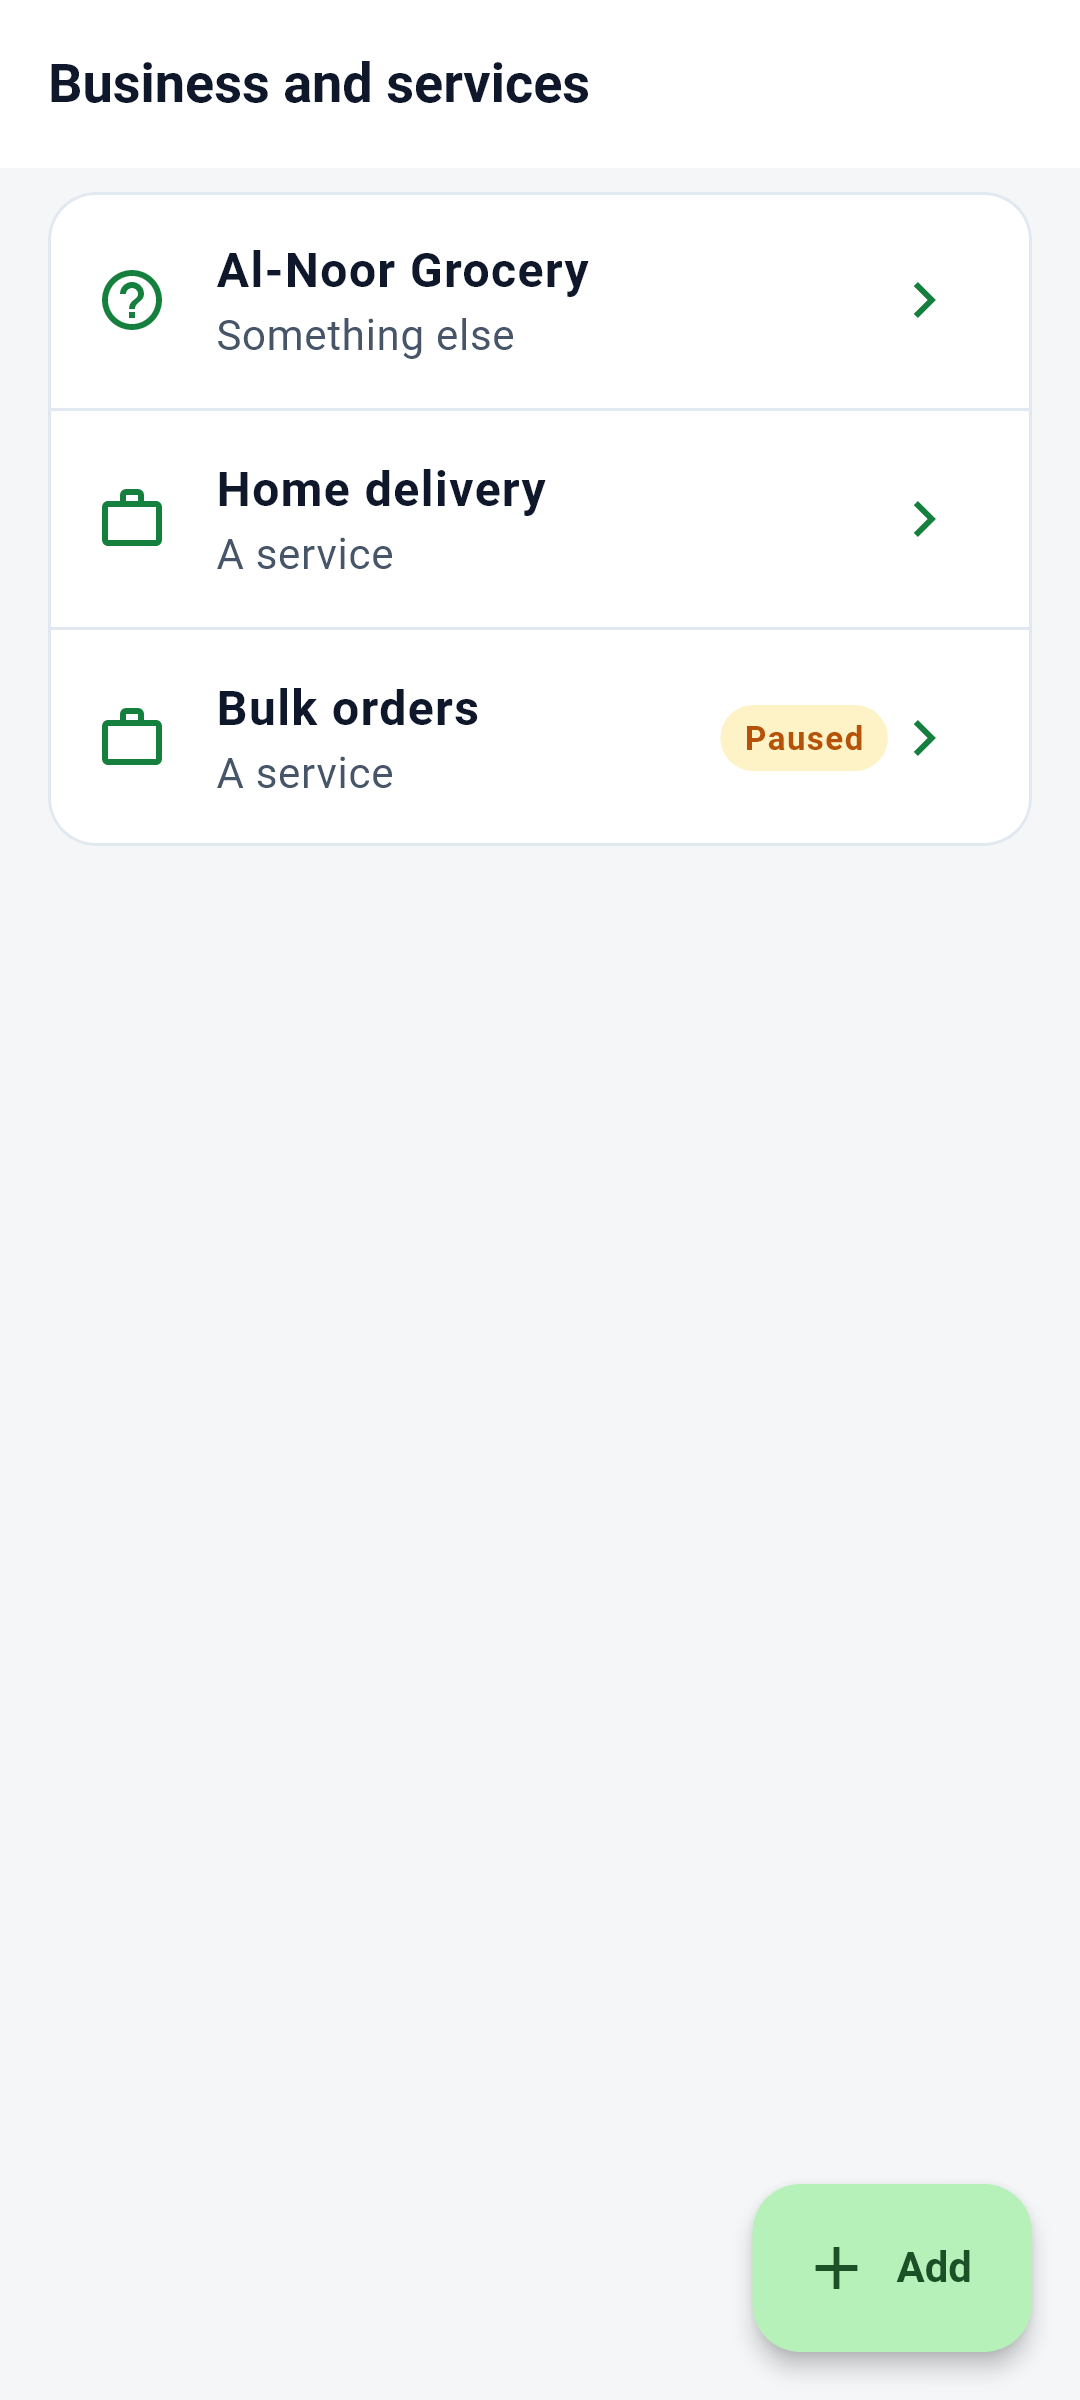 Business and services
Al-Noor Grocery
Something else
Home delivery
A service
Bulk orders
A service
Paused
Add